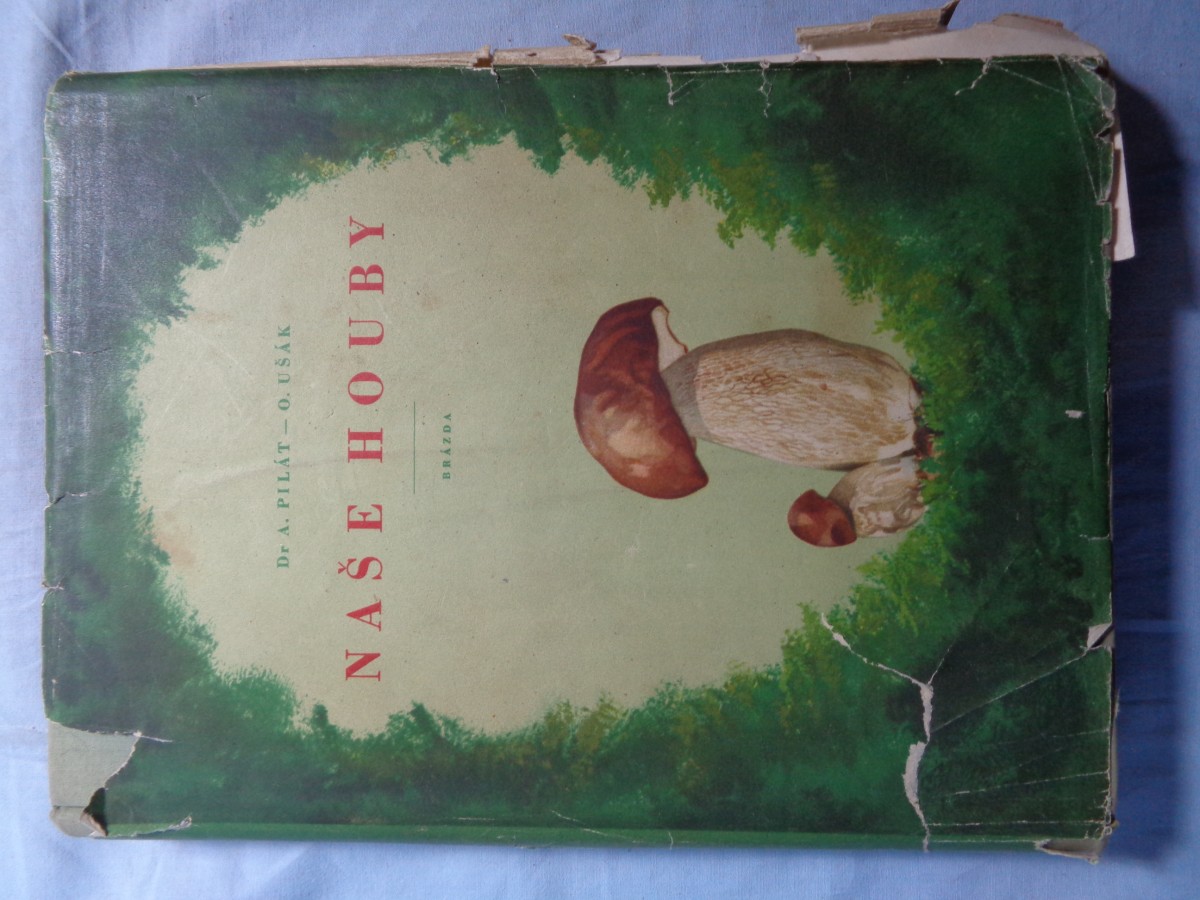 Dr A. PILÁT — O. UŠÁK
NAŠE HOUBY
BRÁZDA